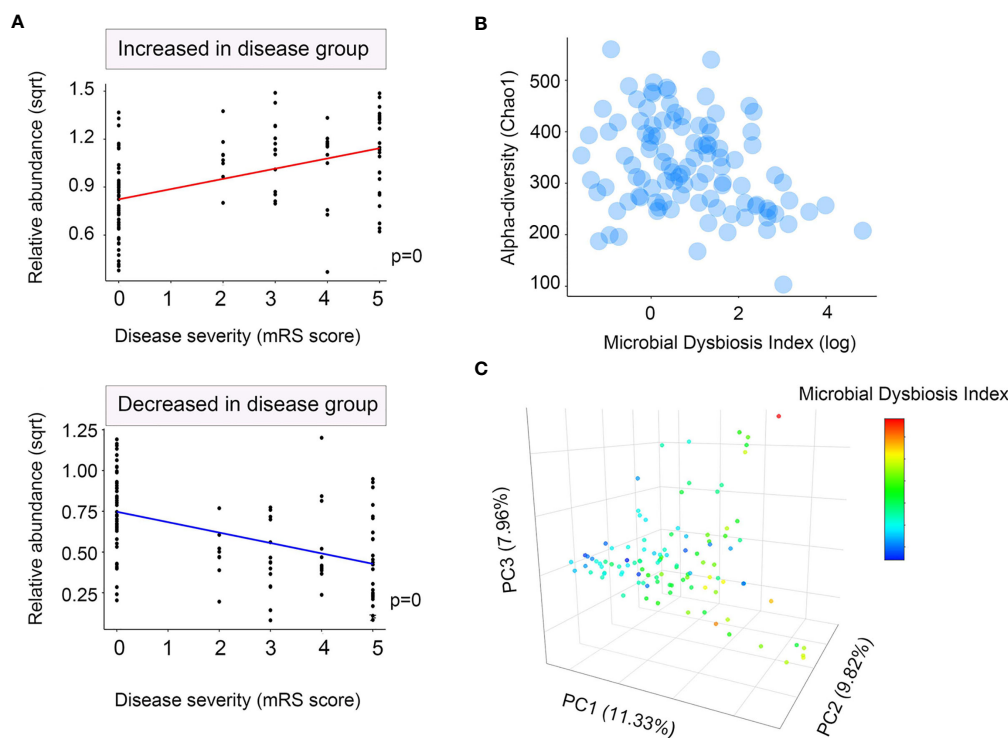 A
Increased in disease group
Relative abundance (sqrt)
1.5
1.2
0.9
0.6
p=0
0 1 2 3 4 5
Disease severity (mRS score)
Decreased in disease group
Relative abundance (sqrt)
1.25
1.00
0.75
0.50
0.25
p=0
0 1 2 3 4 5
Disease severity (mRS score)
B
Alpha-diversity (Chao1)
500
400
300
200
100
0 2 4
Microbial Dysbiosis Index (log)
C
Microbial Dysbiosis Index
PC3 (7.96%)
PC1 (11.33%)
PC2 (9.82%)